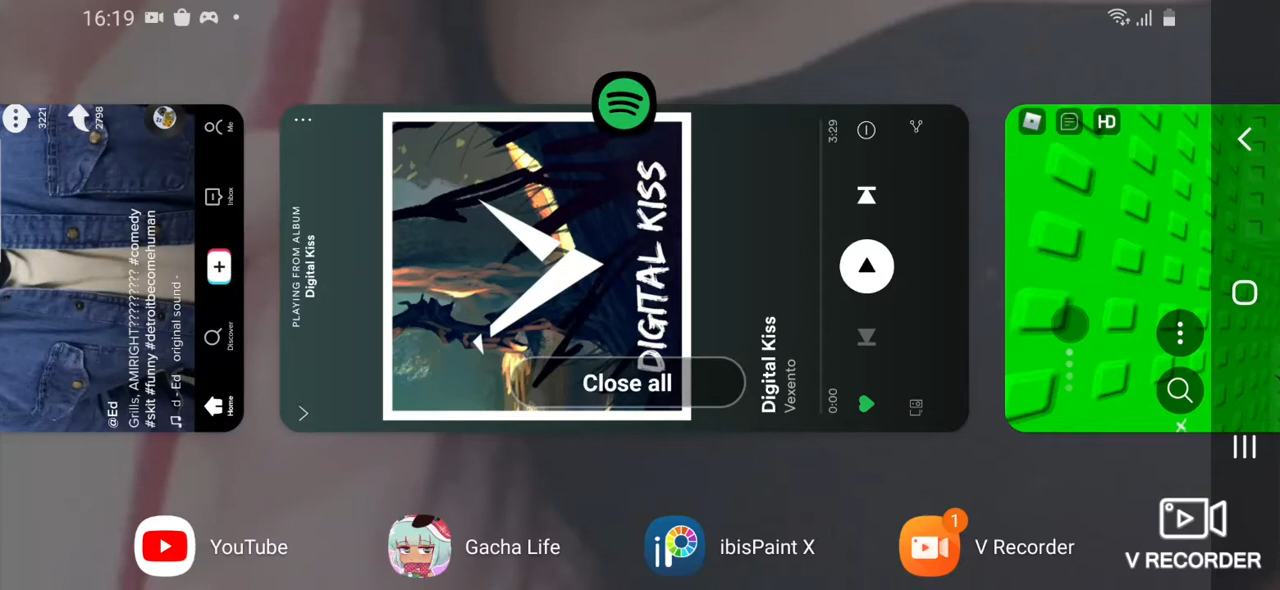 16:19
3221
2798
@Ed
Grills, AMIRIGHT????????? #comedy
#skit #funny #detroitbecomehuman
d - Ed original sound -
Me
Inbox
Discover
Home
PLAYING FROM ALBUM
Digital Kiss
DIGITAL KISS
Digital Kiss
Vexento
0:00
3:29
Close all
HD
YouTube
Gacha Life
iP
ibisPaint X
1
V Recorder
V RECORDER